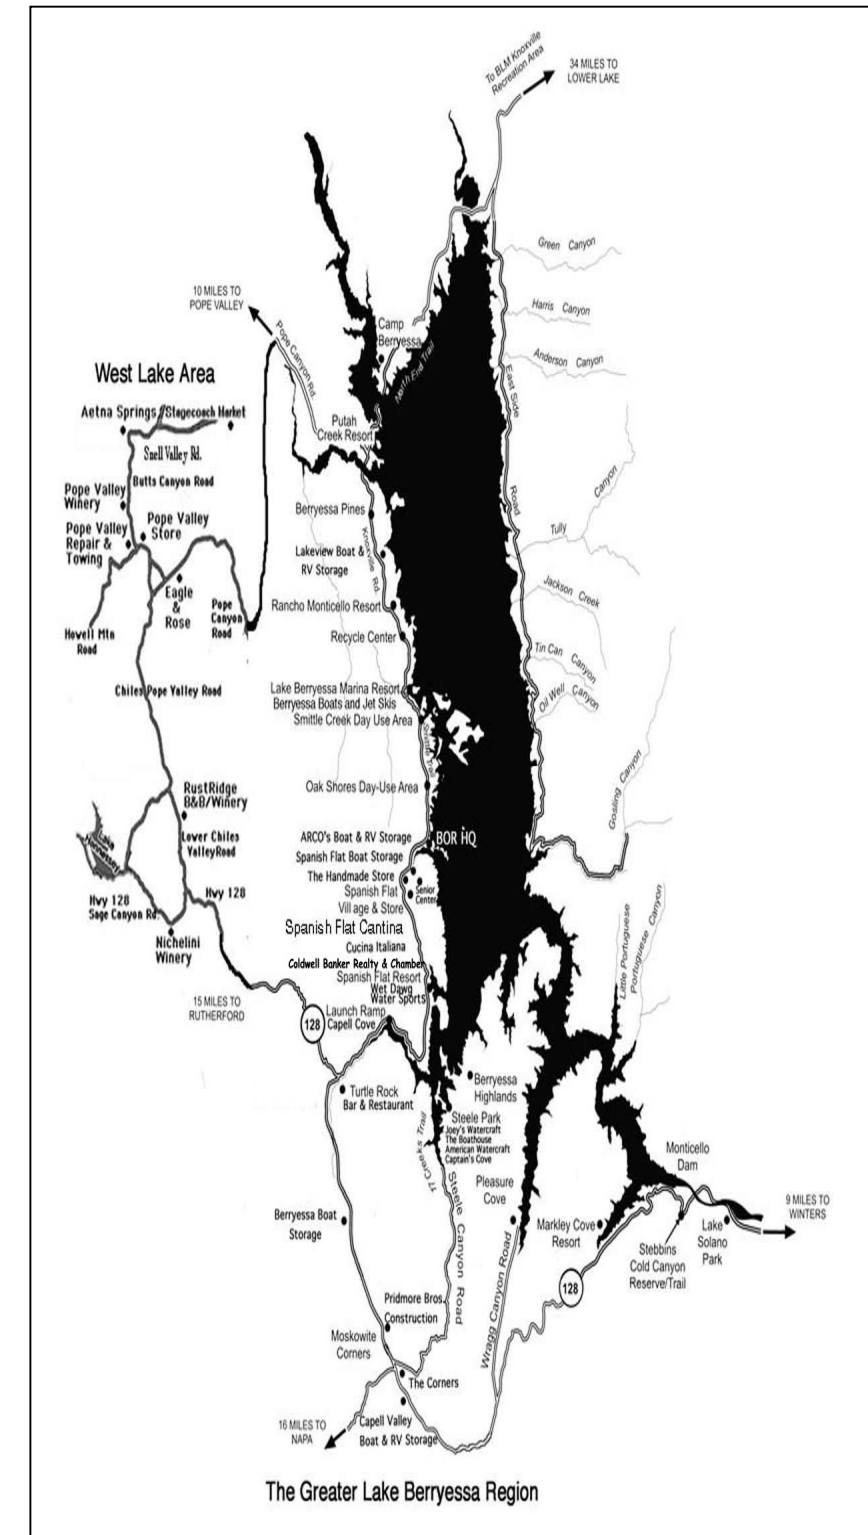 To BLM Knoxville
Recreation Area
34 MILES TO
LOWER LAKE
Green Canyon
10 MILES TO
POPE VALLEY
Harris Canyon
Pope Canyon Rd.
Camp
Berryessa
North End Trail
Anderson Canyon
West Lake Area
East Side
Road
Aetna Springs
Stagecoach Market
Putah
Creek Resort
Snell Valley Rd.
Butts Canyon Road
Canyon
Pope Valley
Winery
Berryessa Pines
Pope Valley
Store
Pope Valley
Repair &
Towing
Tully
Knoxville Rd.
Lakeview Boat &
RV Storage
Eagle
&
Rose
Pope
Canyon
Road
Jackson Creek
Rancho Monticello Resort
Howell Mtn
Road
Recycle Center
Tin Can Canyon
Chiles Pope Valley Road
Lake Berryessa Marina Resort
Berryessa Boats and Jet Skis
Smittle Creek Day Use Area
Oil Well Canyon
Smittle Trail
Gosling Canyon
Oak Shores Day-Use Area
RustRidge
B&B/Winery
Lake
Hennessey
Lower Chiles
ValleyRoad
ARCO's Boat & RV Storage
BOR HQ
Spanish Flat Boat Storage
The Handmade Store
Spanish Flat
Village & Store
Senior
Center
Hwy 128
Sage Canyon Rd.
Hwy 128
Spanish Flat Cantina
Nichelini
Winery
Cucina Italiana
Coldwell Banker Realty & Chamber
Spanish Flat Resort
Wet Dawg
Water Sports
Little Portuguese
Portuguese Canyon
15 MILES TO
RUTHERFORD
128
Launch Ramp
Capell Cove
Turtle Rock
Bar & Restaurant
Berryessa
Highlands
Steele Park
Joey's Watercraft
The Boathouse
American Watercraft
Captain's Cove
17 Creeks Trail
Steele Canyon Road
Pleasure
Cove
Monticello
Dam
9 MILES TO
WINTERS
Berryessa Boat
Storage
Markley Cove
Resort
Lake
Solano
Park
Stebbins
Cold Canyon
Reserve/Trail
Wragg Canyon Road
128
Pridmore Bros.
Construction
Moskowite
Corners
The Corners
16 MILES TO
NAPA
Capell Valley
Boat & RV Storage
The Greater Lake Berryessa Region